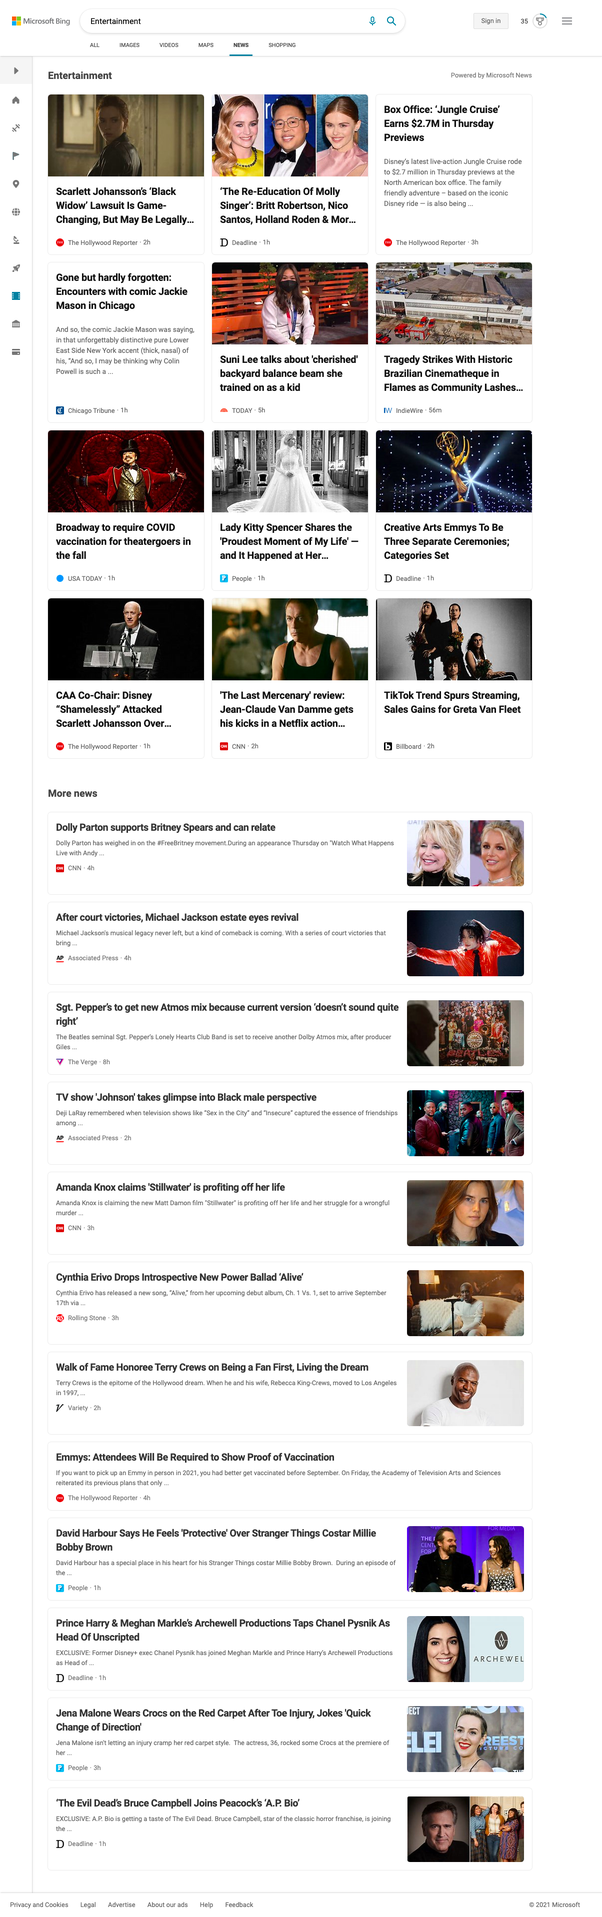 Microsoft Bing
Entertainment
Sign in
35
ALL
IMAGES
VIDEOS
MAPS
NEWS
SHOPPING
Entertainment
Powered by Microsoft News
Scarlett Johansson's 'Black
Widow' Lawsuit Is Game-
Changing, But May Be Legally...
The Hollywood Reporter · 2h
'The Re-Education Of Molly
Singer': Britt Robertson, Nico
Santos, Holland Roden & Mor...
Deadline · 1h
Box Office: 'Jungle Cruise'
Earns $2.7M in Thursday
Previews
Disney's latest live-action Jungle Cruise rode
to $2.7 million in Thursday previews at the
North American box office. The family
friendly adventure – based on the iconic
Disney ride — is also being ...
The Hollywood Reporter · 3h
Gone but hardly forgotten:
Encounters with comic Jackie
Mason in Chicago
And so, the comic Jackie Mason was saying,
in that unforgettably distinctive pure Lower
East Side New York accent (thick, nasal) of
his, "And so, I may be thinking why Colin
Powell is such a ...
Chicago Tribune · 1h
Suni Lee talks about 'cherished'
backyard balance beam she
trained on as a kid
TODAY · 5h
Tragedy Strikes With Historic
Brazilian Cinematheque in
Flames as Community Lashes...
IndieWire · 56m
Broadway to require COVID
vaccination for theatergoers in
the fall
USA TODAY · 1h
Lady Kitty Spencer Shares the
'Proudest Moment of My Life' —
and It Happened at Her...
People · 1h
Creative Arts Emmys To Be
Three Separate Ceremonies;
Categories Set
Deadline · 1h
CAA Co-Chair: Disney
"Shamelessly" Attacked
Scarlett Johansson Over...
The Hollywood Reporter · 1h
'The Last Mercenary' review:
Jean-Claude Van Damme gets
his kicks in a Netflix action...
CNN · 2h
TikTok Trend Spurs Streaming,
Sales Gains for Greta Van Fleet
Billboard · 2h
More news
Dolly Parton supports Britney Spears and can relate
Dolly Parton has weighed in on the #FreeBritney movement.During an appearance Thursday on "Watch What Happens
Live with Andy ...
CNN · 4h
After court victories, Michael Jackson estate eyes revival
Michael Jackson's musical legacy never left, but a kind of comeback is coming. With a series of court victories that
bring ...
AP Associated Press · 4h
Sgt. Pepper's to get new Atmos mix because current version 'doesn't sound quite
right'
The Beatles seminal Sgt. Pepper's Lonely Hearts Club Band is set to receive another Dolby Atmos mix, after producer
Giles ...
The Verge · 8h
TV show 'Johnson' takes glimpse into Black male perspective
Deji LaRay remembered when television shows like "Sex in the City" and "Insecure" captured the essence of friendships
among ...
AP Associated Press · 2h
Amanda Knox claims 'Stillwater' is profiting off her life
Amanda Knox is claiming the new Matt Damon film "Stillwater" is profiting off her life and her struggle for a wrongful
murder ...
CNN · 3h
Cynthia Erivo Drops Introspective New Power Ballad 'Alive'
Cynthia Erivo has released a new song, "Alive," from her upcoming debut album, Ch. 1 Vs. 1, set to arrive September
17th via ...
Rolling Stone · 3h
Walk of Fame Honoree Terry Crews on Being a Fan First, Living the Dream
Terry Crews is the epitome of the Hollywood dream. When he and his wife, Rebecca King-Crews, moved to Los Angeles
in 1997, ...
Variety · 2h
Emmys: Attendees Will Be Required to Show Proof of Vaccination
If you want to pick up an Emmy in person in 2021, you had better get vaccinated before September. On Friday, the Academy of Television Arts and Sciences
reiterated its previous plans that only ...
The Hollywood Reporter · 4h
David Harbour Says He Feels 'Protective' Over Stranger Things Costar Millie
Bobby Brown
David Harbour has a special place in his heart for his Stranger Things costar Millie Bobby Brown. During an episode of
the ...
People · 1h
Prince Harry & Meghan Markle's Archewell Productions Taps Chanel Pysnik As
Head Of Unscripted
EXCLUSIVE: Former Disney+ exec Chanel Pysnik has joined Meghan Markle and Prince Harry's Archewell Productions
as Head of ...
ARCHEWEL
Deadline · 1h
Jena Malone Wears Crocs on the Red Carpet After Toe Injury, Jokes 'Quick
Change of Direction'
Jena Malone isn't letting an injury cramp her red carpet style. The actress, 36, rocked some Crocs at the premiere of
her ...
People · 3h
'The Evil Dead's Bruce Campbell Joins Peacock's 'A.P. Bio'
EXCLUSIVE: A.P. Bio is getting a taste of The Evil Dead. Bruce Campbell, star of the classic horror franchise, is joining
the ...
Deadline · 1h
Privacy and Cookies
Legal
Advertise
About our ads
Help
Feedback
© 2021 Microsoft